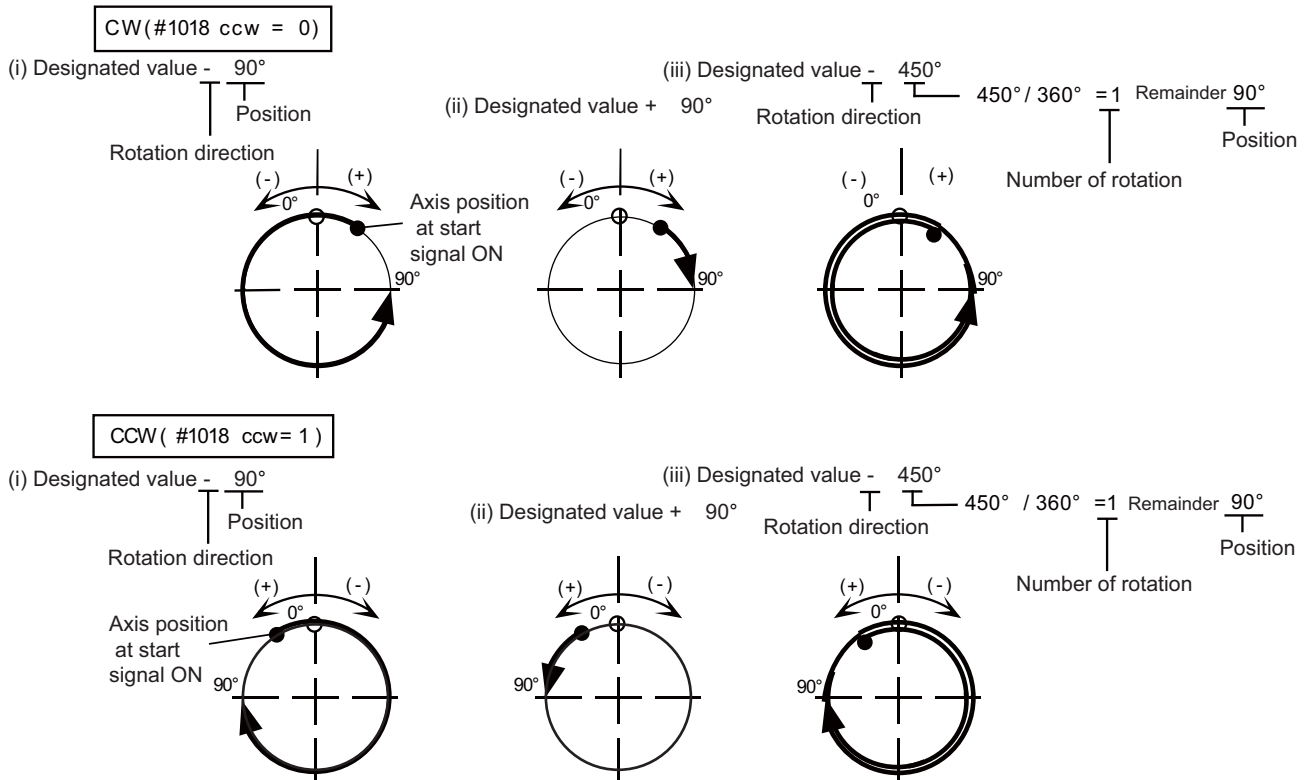 CW(#1018 ccw = 0)
(i) Designated value - 90°
Position
Rotation direction
(ii) Designated value + 90°
(iii) Designated value - 450°
450° / 360° =1 Remainder 90°
Rotation direction
Position
Number of rotation
(-) (+)
0°
Axis position
at start
signal ON
90°
(-) (+)
0°
90°
(-) (+)
0°
90°
CCW( #1018 ccw= 1 )
(i) Designated value - 90°
Position
Rotation direction
(ii) Designated value + 90°
(iii) Designated value - 450°
450° / 360° =1 Remainder 90°
Rotation direction
Position
Number of rotation
(+) (-)
0°
Axis position
at start
signal ON
90°
(+) (-)
0°
90°
(+) (-)
0°
90°